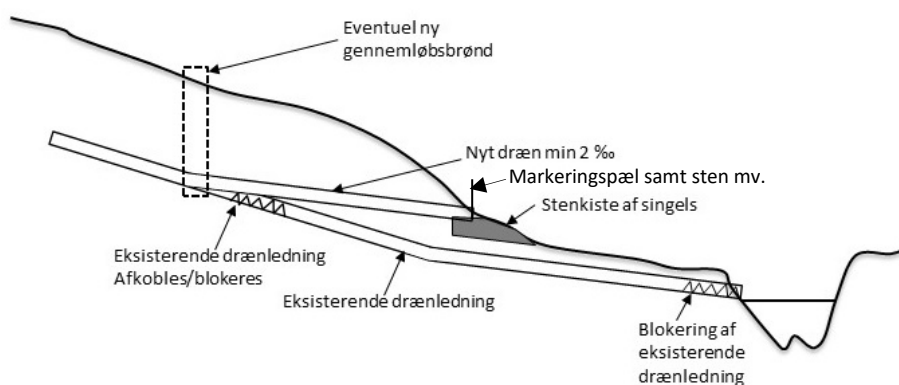 Eventuel ny
gennemløbsbrønd
Nyt dræn min 2 ‰
Markeringspæl samt sten mv.
Stenkiste af singels
Eksisterende drænledning
Afkobles/blokeres
Eksisterende drænledning
Blokering af
eksisterende
drænledning